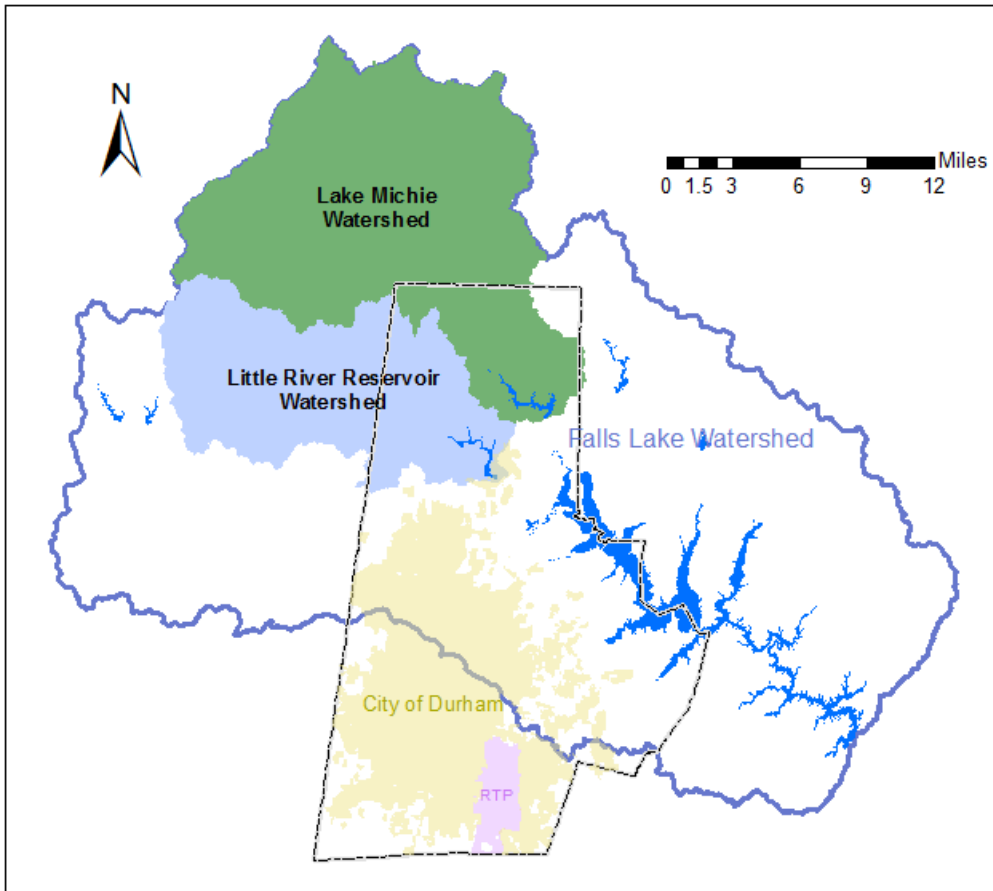 N
Miles
0 1.5 3 6 9 12
Lake Michie
Watershed
Little River Reservoir
Watershed
Falls Lake Watershed
City of Durham
RTP